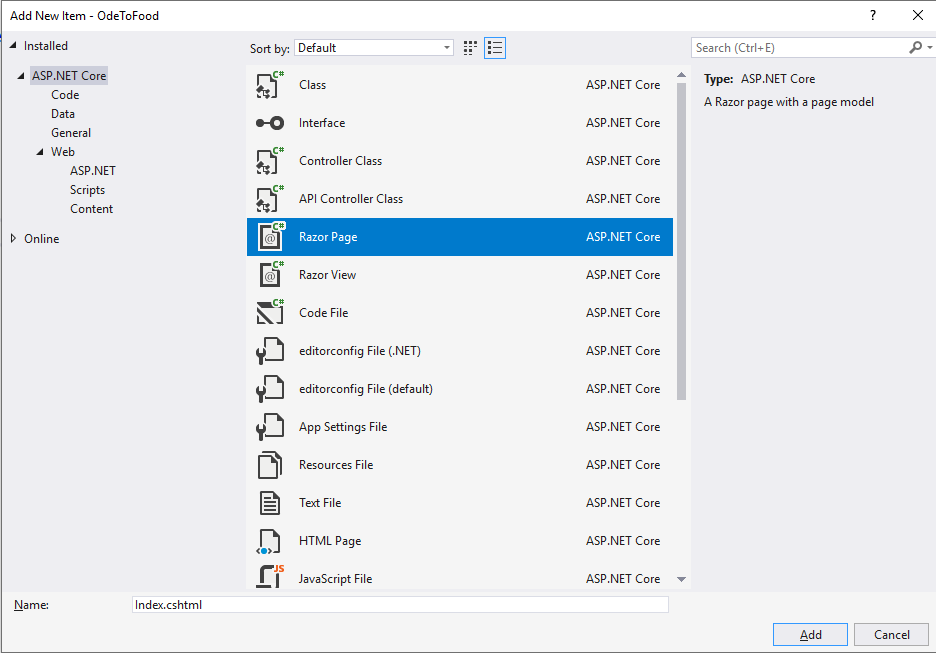 Add New Item - OdeToFood
?
Installed
ASP.NET Core
Code
Data
General
Web
ASP.NET
Scripts
Content
Online
Sort by: Default
Search (Ctrl+E)
C# Class ASP.NET Core
Interface ASP.NET Core
C# Controller Class ASP.NET Core
C# API Controller Class ASP.NET Core
C# @ Razor Page ASP.NET Core
C# @ Razor View ASP.NET Core
C# Code File ASP.NET Core
editorconfig File (.NET) ASP.NET Core
editorconfig File (default) ASP.NET Core
App Settings File ASP.NET Core
Resources File ASP.NET Core
Text File ASP.NET Core
HTML Page ASP.NET Core
JS JavaScript File ASP.NET Core
Type: ASP.NET Core
A Razor page with a page model
Name: Index.cshtml
Add Cancel